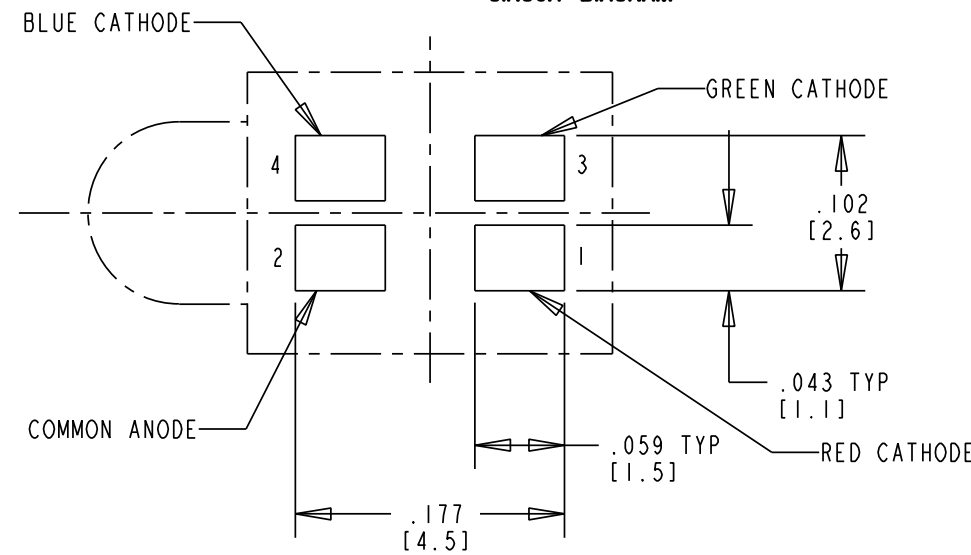 BLUE CATHODE
GREEN CATHODE
4
3
.102
[2.6]
2
1
.043 TYP
[1.1]
COMMON ANODE
.059 TYP
[1.5]
RED CATHODE
.177
[4.5]